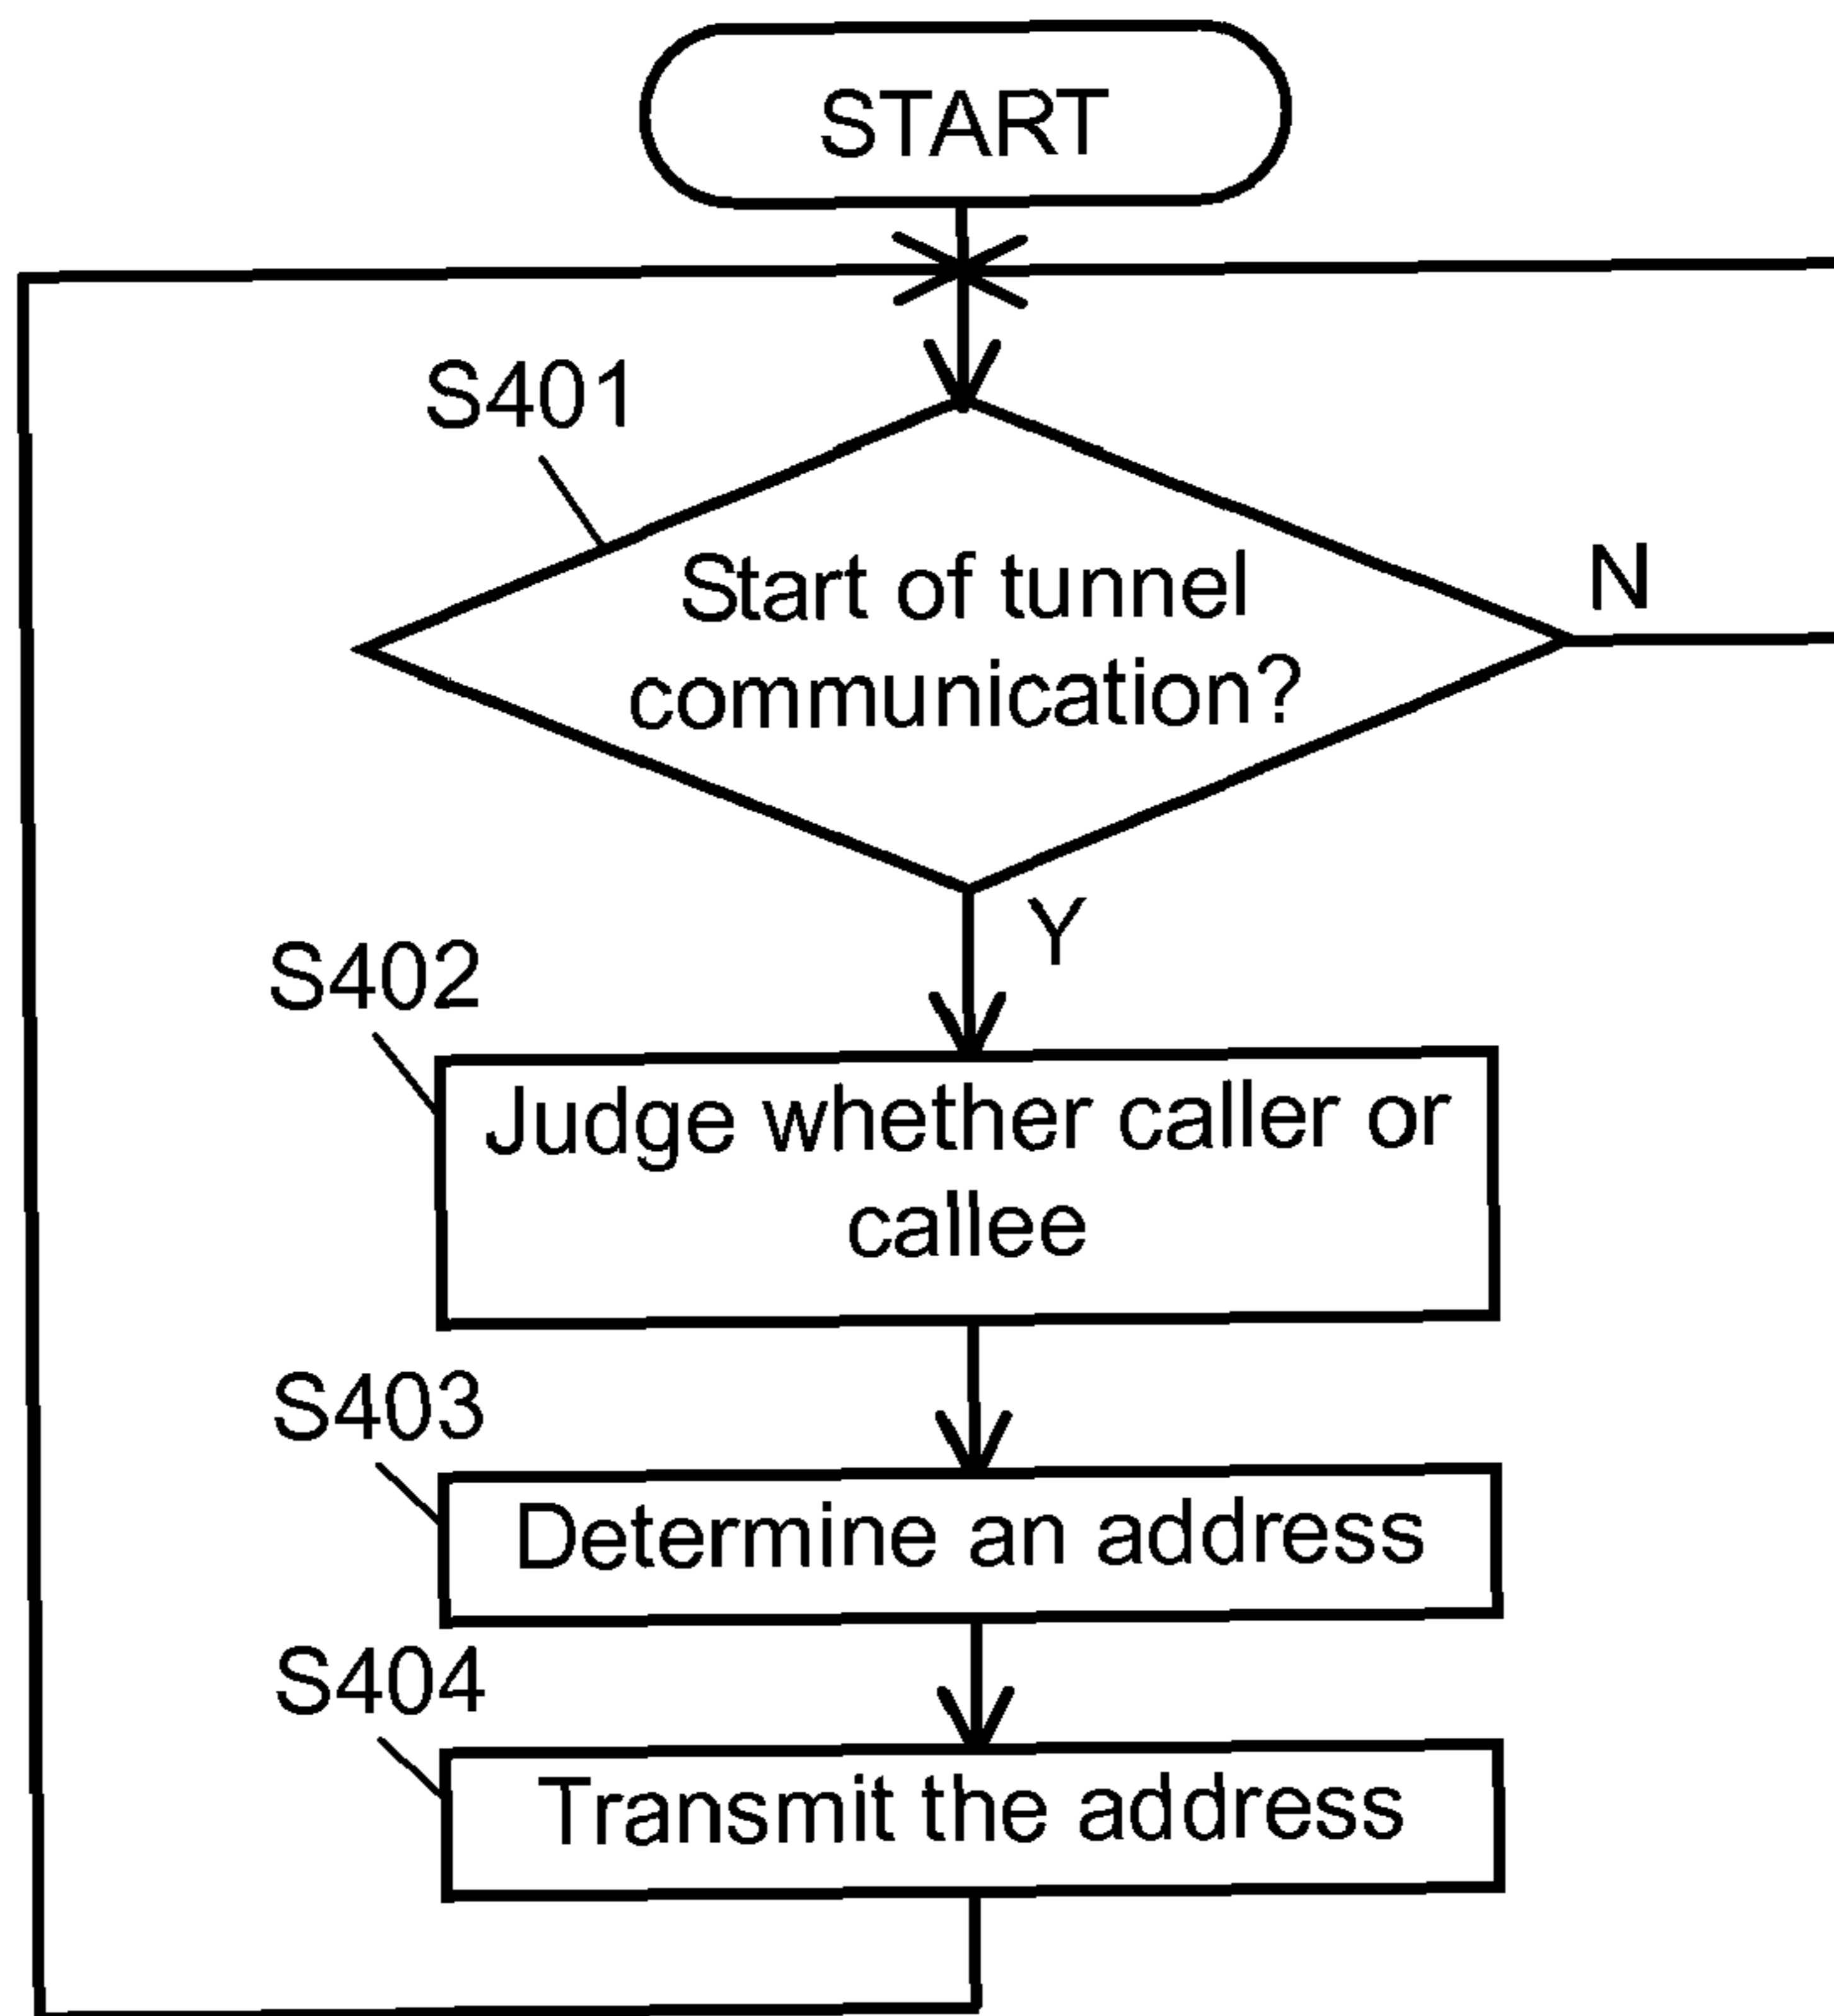 START
S401
Start of tunnel
communication?
N
Y
S402
Judge whether caller or
callee
S403
Determine an address
S404
Transmit the address